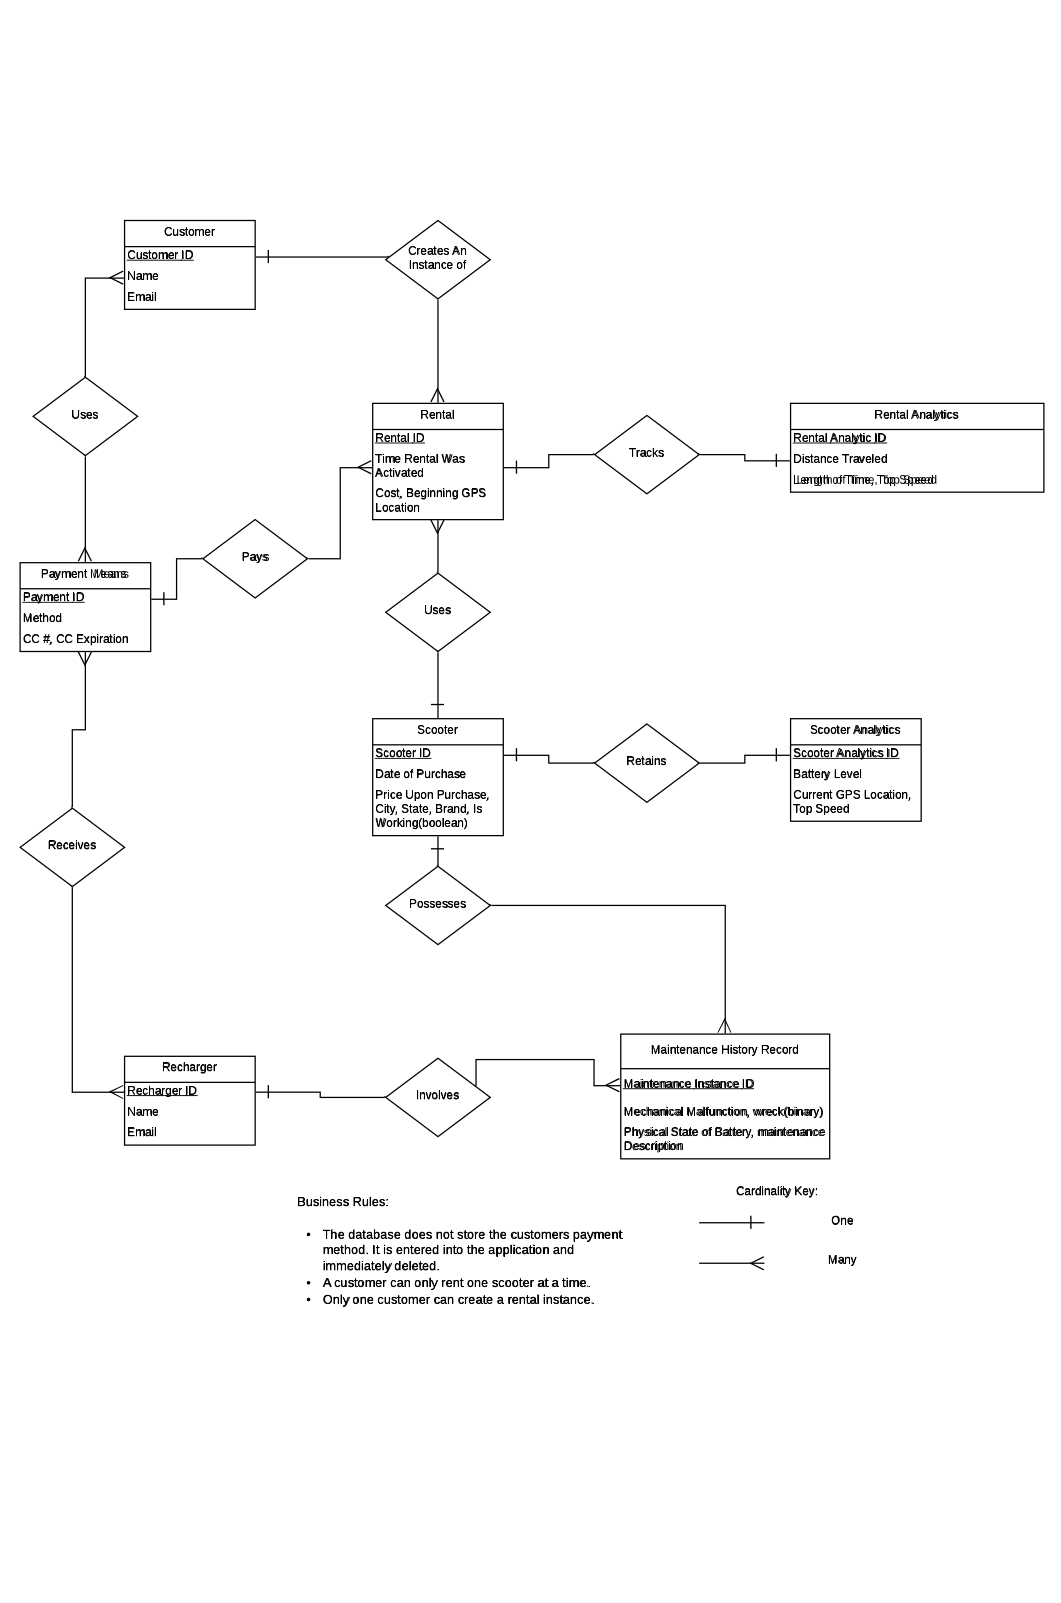 Customer
Customer ID
Name
Email
Creates An
Instance of
Uses
Rental
Rental ID
Time Rental Was
Activated
Cost, Beginning GPS
Location
Tracks
Rental Analytics
Rental Analytic ID
Distance Traveled
Length of Time, Top Speed
Pays
Payment Means
Payment ID
Method
CC #, CC Expiration
Uses
Scooter
Scooter ID
Date of Purchase
Price Upon Purchase,
City, State, Brand, Is
Working(boolean)
Retains
Scooter Analytics
Scooter Analytics ID
Battery Level
Current GPS Location,
Top Speed
Receives
Possesses
Recharger
Recharger ID
Name
Email
Involves
Maintenance History Record
Maintenance Instance ID
Mechanical Malfunction, wreck(binary)
Physical State of Battery, maintenance
Description
Business Rules:
• The database does not store the customers payment
method. It is entered into the application and
immediately deleted.
• A customer can only rent one scooter at a time.
• Only one customer can create a rental instance.
Cardinality Key:
One
Many